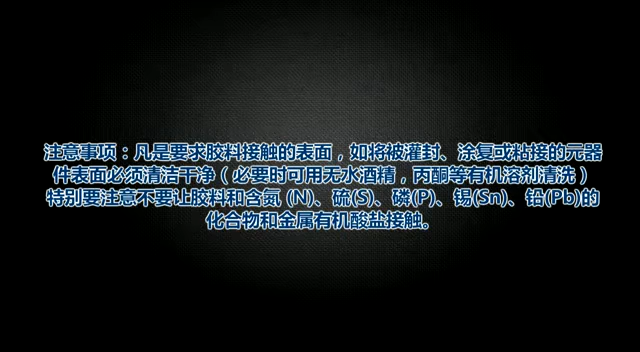 注意事项：凡是要求胶料接触的表面，如将被灌封、涂复或粘接的元器
件表面必须清洁干净（必要时可用无水酒精，丙酮等有机溶剂清洗）
特别要注意不要让胶料和含氮 (N)、硫(S)、磷(P)、锡(Sn)、铅(Pb)的
化合物和金属有机酸盐接触。